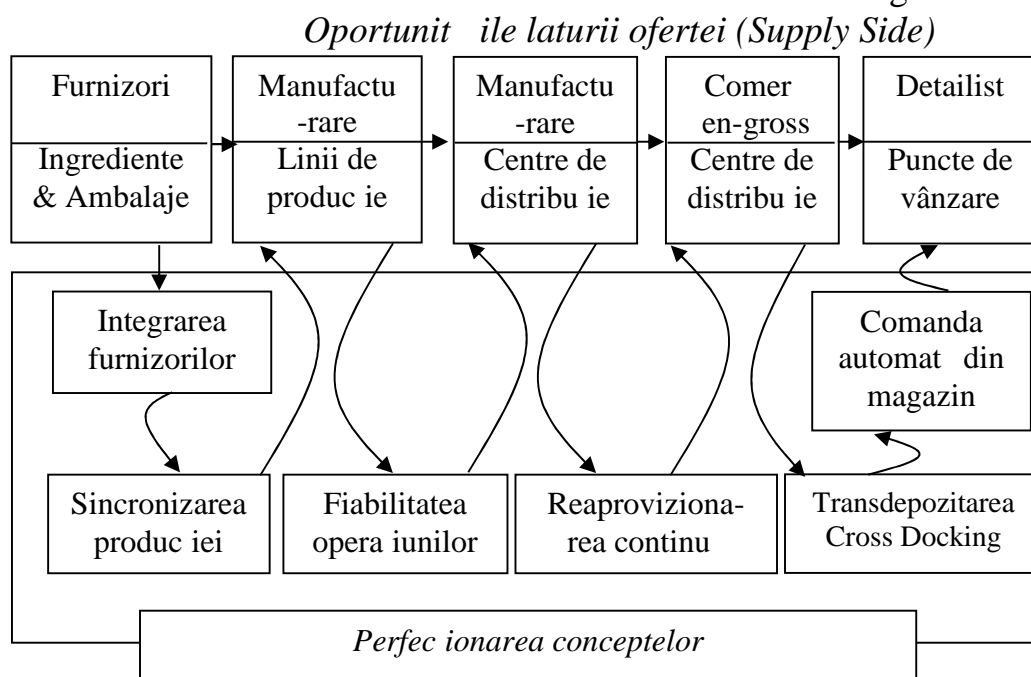 g
Oportunit ile laturii ofertei (Supply Side)
Furnizori
Ingrediente
& Ambalaje
Manufactu
-rare
Linii de
produc ie
Manufactu
-rare
Centre de
distribu ie
Comer
en-gross
Centre de
distribu ie
Detailist
Puncte de
vânzare
Integrarea
furnizorilor
Comanda
automat din
magazin
Sincronizarea
produc iei
Fiabilitatea
opera iunilor
Reaproviziona-
rea continu
Transdepozitarea
Cross Docking
Perfec ionarea conceptelor